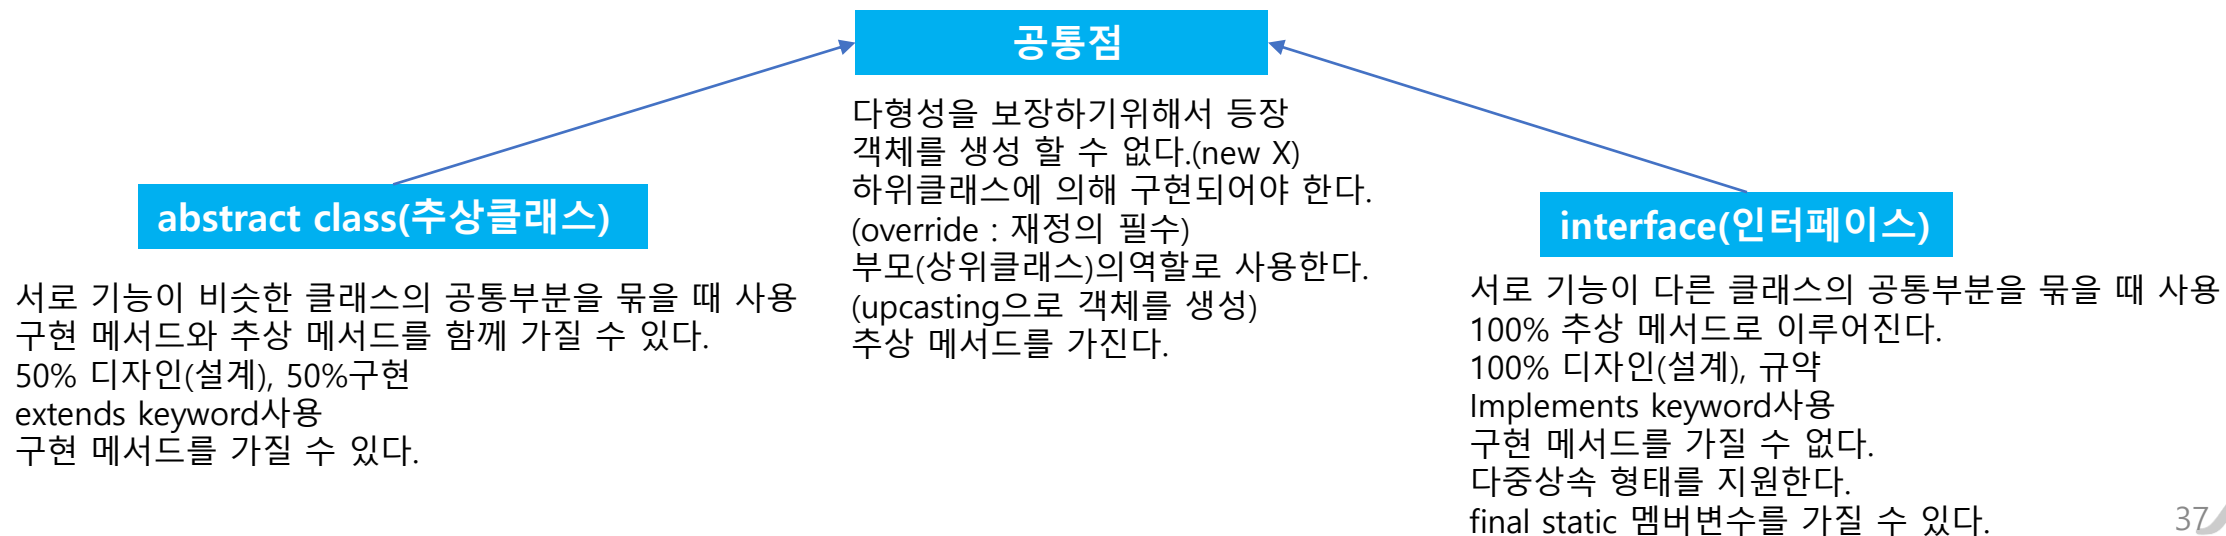 공통점
다형성을 보장하기위해서 등장
객체를 생성 할 수 없다.(new X)
하위클래스에 의해 구현되어야 한다.
(override : 재정의 필수)
부모(상위클래스)의역할로 사용한다.
(upcasting으로 객체를 생성)
추상 메서드를 가진다.
abstract class(추상클래스)
서로 기능이 비슷한 클래스의 공통부분을 묶을 때 사용
구현 메서드와 추상 메서드를 함께 가질 수 있다.
50% 디자인(설계), 50%구현
extends keyword사용
구현 메서드를 가질 수 있다.
interface(인터페이스)
서로 기능이 다른 클래스의 공통부분을 묶을 때 사용
100% 추상 메서드로 이루어진다.
100% 디자인(설계), 규약
Implements keyword사용
구현 메서드를 가질 수 없다.
다중상속 형태를 지원한다.
final static 멤버변수를 가질 수 있다.
37